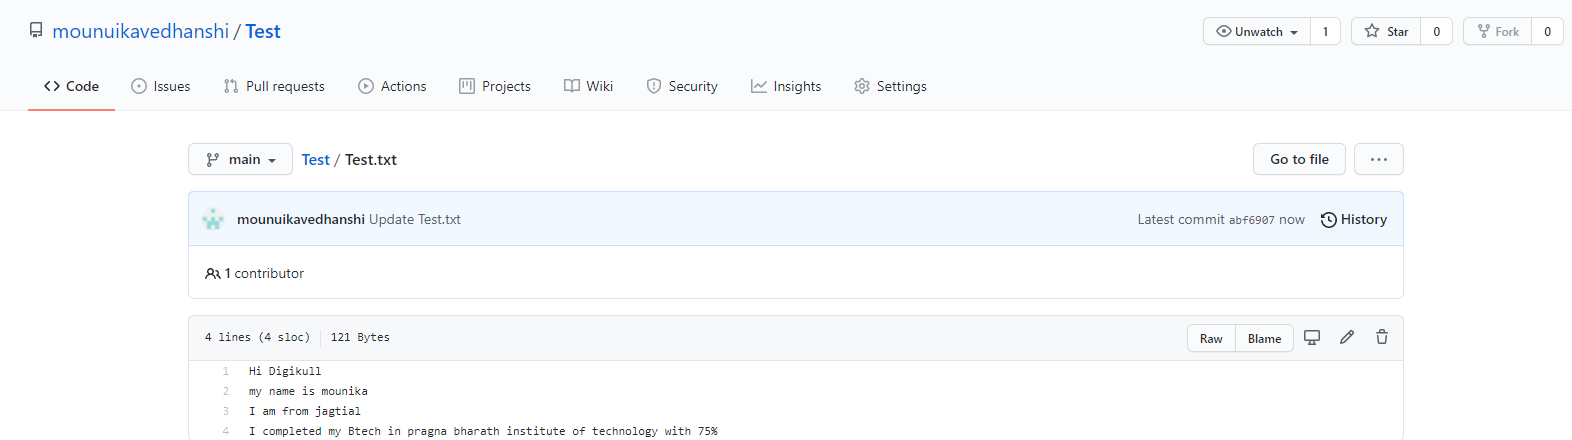 mounuikavedhanshi / Test
Unwatch 1 Star 0 Fork 0
Code Issues Pull requests Actions Projects Wiki Security Insights Settings
main Test / Test.txt Go to file ...
mounuikavedhanshi Update Test.txt Latest commit abf6907 now History
1 contributor
4 lines (4 sloc) 121 Bytes Raw Blame
1 Hi Digikull
2 my name is mounika
3 I am from jagtial
4 I completed my Btech in pragna bharath institute of technology with 75%